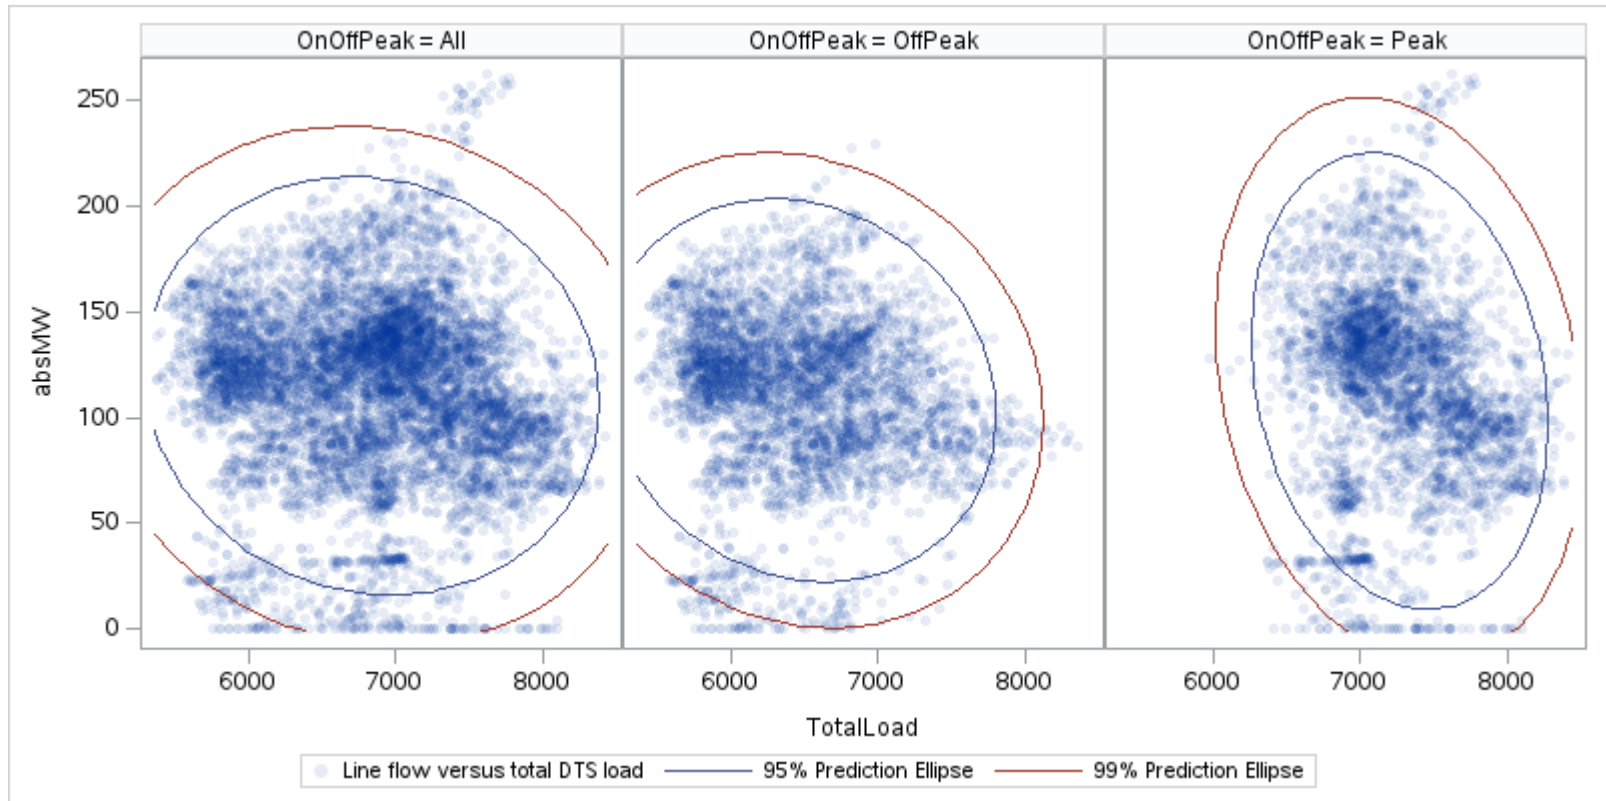 OnOffPeak = All
OnOffPeak = OffPeak
OnOffPeak = Peak
250
200
150
100
50
0
absMW
6000 7000 8000
6000 7000 8000
6000 7000 8000
TotalLoad
Line flow versus total DTS load
95% Prediction Ellipse
99% Prediction Ellipse